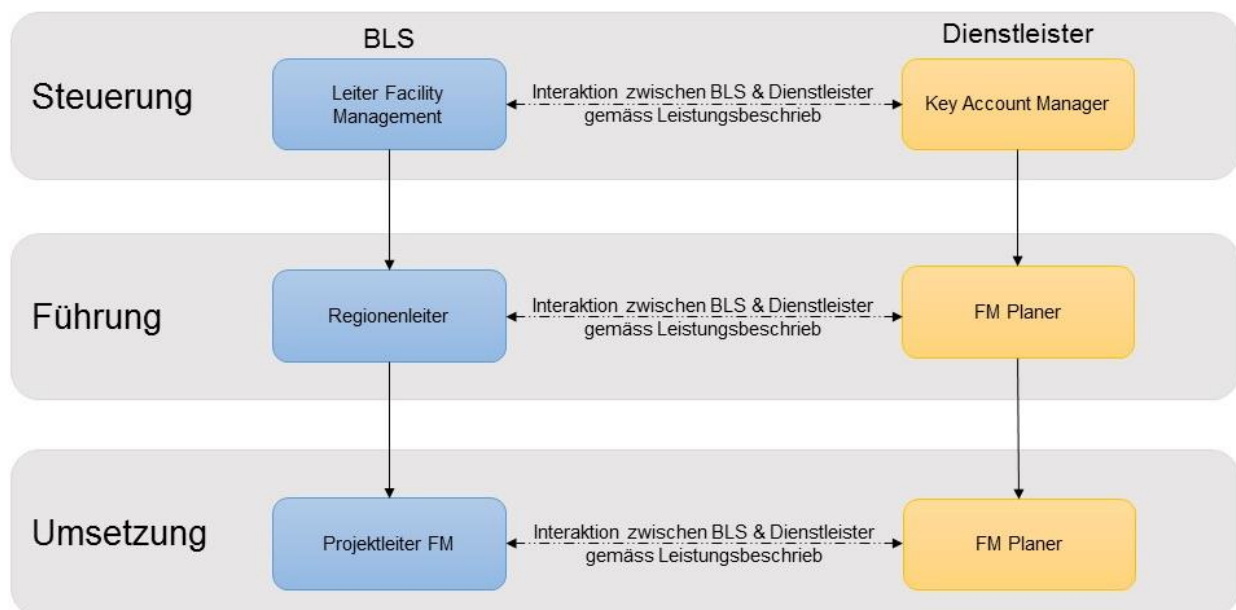 BLS
Dienstleister
Steuerung
Leiter Facility
Management
Interaktion zwischen BLS & Dienstleister
gemäss Leistungsbeschrieb
Key Account Manager
Führung
Regionenleiter
Interaktion zwischen BLS & Dienstleister
gemäss Leistungsbeschrieb
FM Planer
Umsetzung
Projektleiter FM
Interaktion zwischen BLS & Dienstleister
gemäss Leistungsbeschrieb
FM Planer